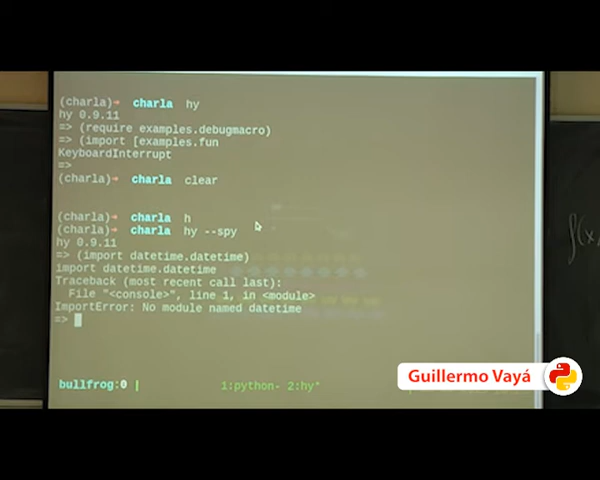 (charla)➜ charla hy
hy 0.9.11
=> (require examples.debugmacro)
=> (import [examples.fun
KeyboardInterrupt
=>
(charla)➜ charla clear
(charla)➜ charla h
(charla)➜ charla hy --spy
hy 0.9.11
=> (import datetime.datetime)
import datetime.datetime
Traceback (most recent call last):
File "<console>", line 1, in <module>
ImportError: No module named datetime
=>
Guillermo Vayá
bullfrog:0 | 1:python- 2:hy*